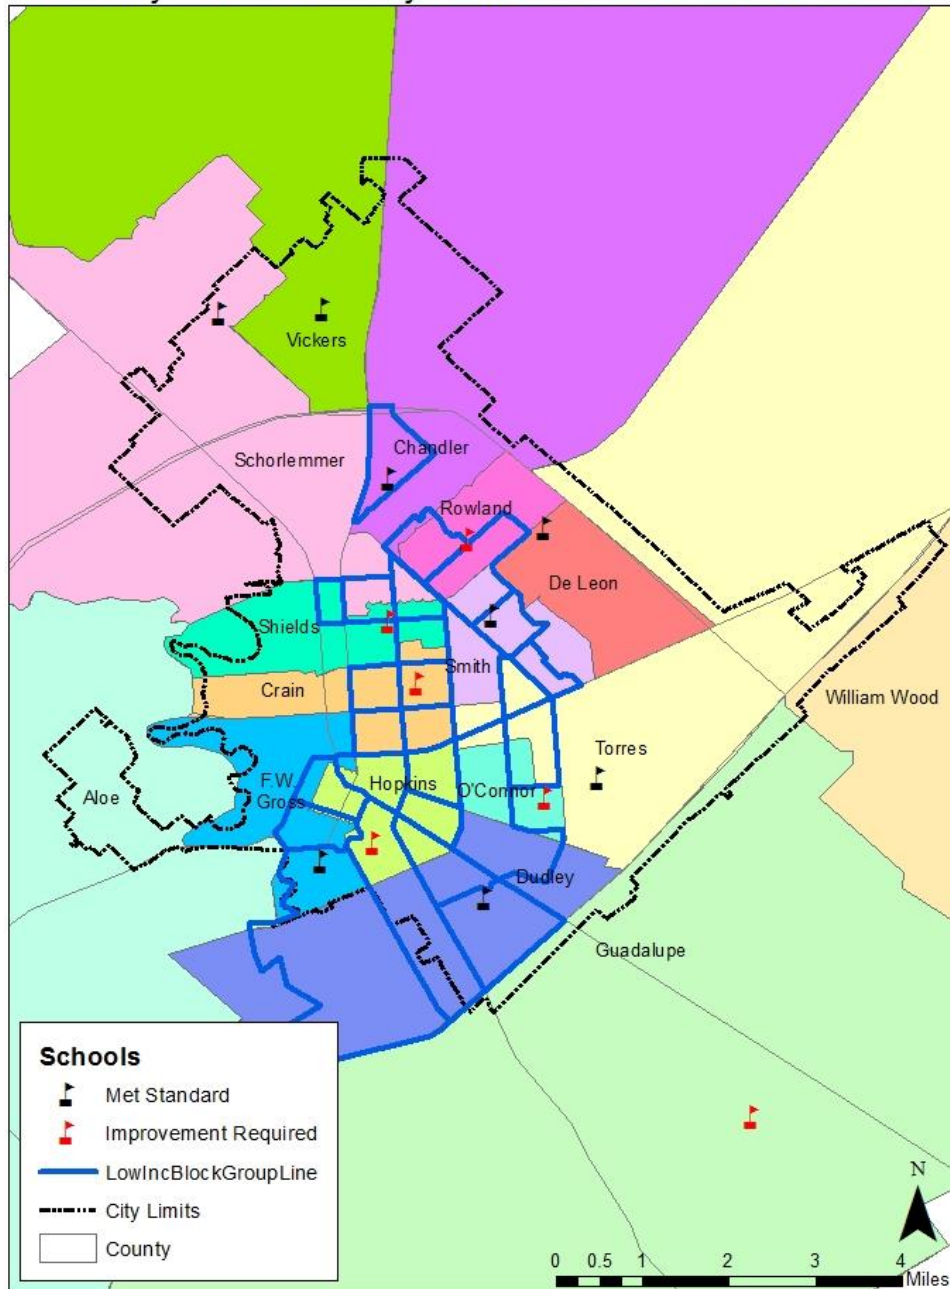 Vickers
Chandler
Schorlemmer
Rowland
De Leon
Shields
Smith
Crain
William Wood
Torres
F.W.
Gross
Hopkins
O'Connor
Aloe
Dudley
Guadalupe
Schools
Met Standard
Improvement Required
LowIncBlockGroupLine
City Limits
County
N
0 0.5 1 2 3 4
Miles